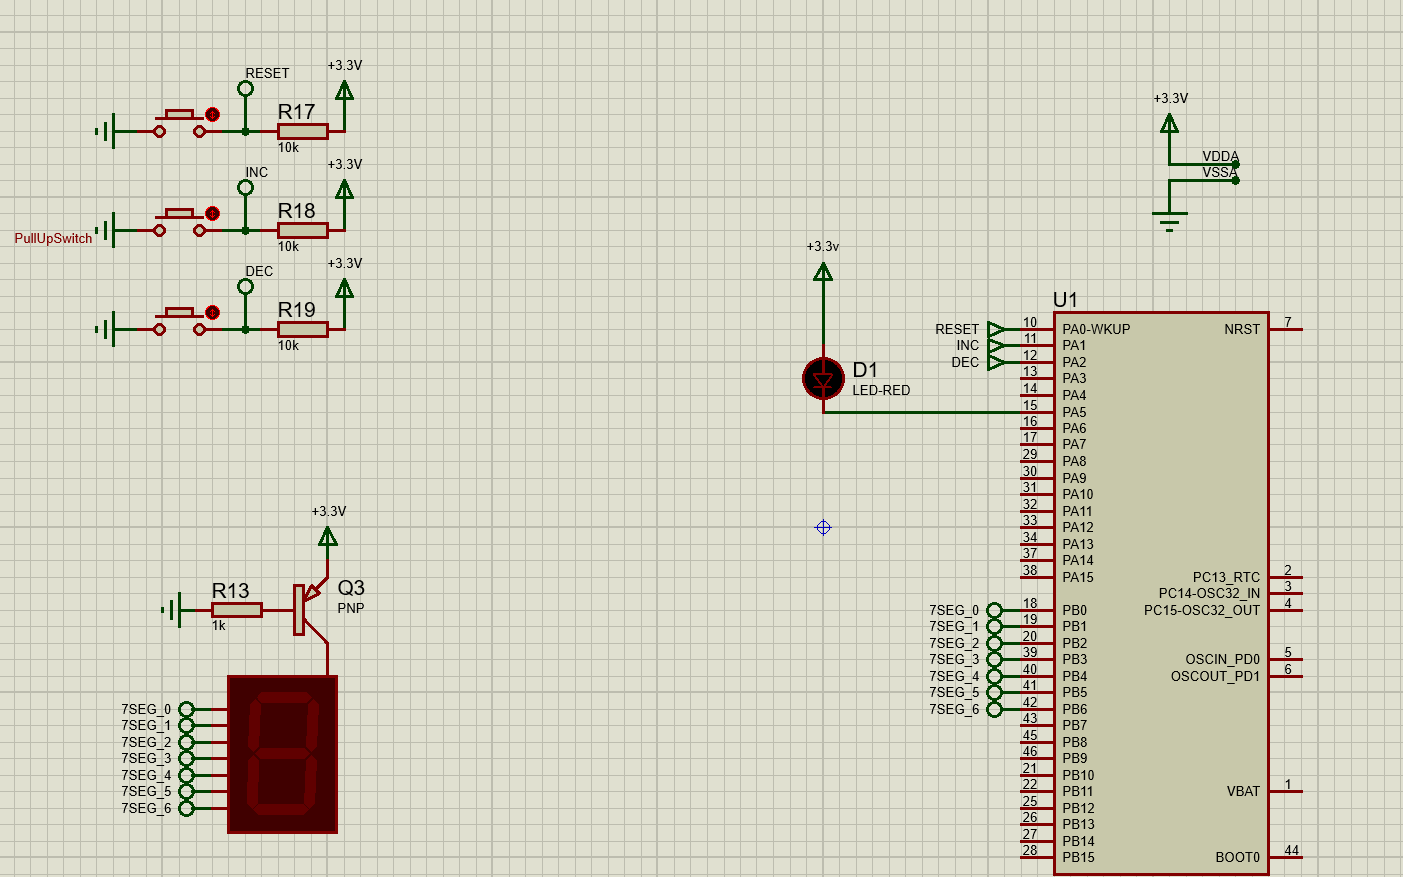 RESET
+3.3V
R17
10k
INC
+3.3V
R18
10k
PullUpSwitch
DEC
+3.3V
R19
10k
+3.3V
VDDA
VSSA
+3.3v
D1
LED-RED
U1
RESET 10 PA0-WKUP NRST 7
INC 11 PA1
DEC 12 PA2
13 PA3
14 PA4
15 PA5
16 PA6
17 PA7
29 PA8
30 PA9
31 PA10
32 PA11
33 PA12
34 PA13
37 PA14
38 PA15 PC13_RTC 2
PC14-OSC32_IN 3
7SEG_0 18 PB0 PC15-OSC32_OUT 4
7SEG_1 19 PB1
7SEG_2 20 PB2
7SEG_3 39 PB3 OSCIN_PD0 5
7SEG_4 40 PB4 OSCOUT_PD1 6
7SEG_5 41 PB5
7SEG_6 42 PB6
43 PB7
45 PB8
46 PB9
21 PB10
22 PB11 VBAT 1
25 PB12
26 PB13
27 PB14
28 PB15 BOOT0 44
+3.3V
R13
1k
Q3
PNP
7SEG_0
7SEG_1
7SEG_2
7SEG_3
7SEG_4
7SEG_5
7SEG_6